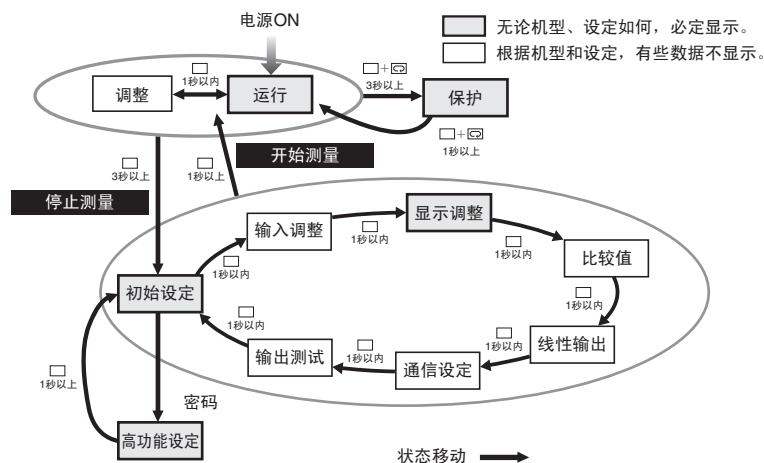 电源ON
无论机型、设定如何，必定显示。
根据机型和设定，有些数据不显示。
调整
1秒以内
运行
3秒以上
保护
1秒以上
开始测量
3秒以上
1秒以上
停止测量
显示调整
输入调整
1秒以内
1秒以内
比较值
1秒以内
初始设定
1秒以内
1秒以内
1秒以内
输出测试
1秒以内
通信设定
1秒以内
线性输出
1秒以上
密码
高功能设定
状态移动